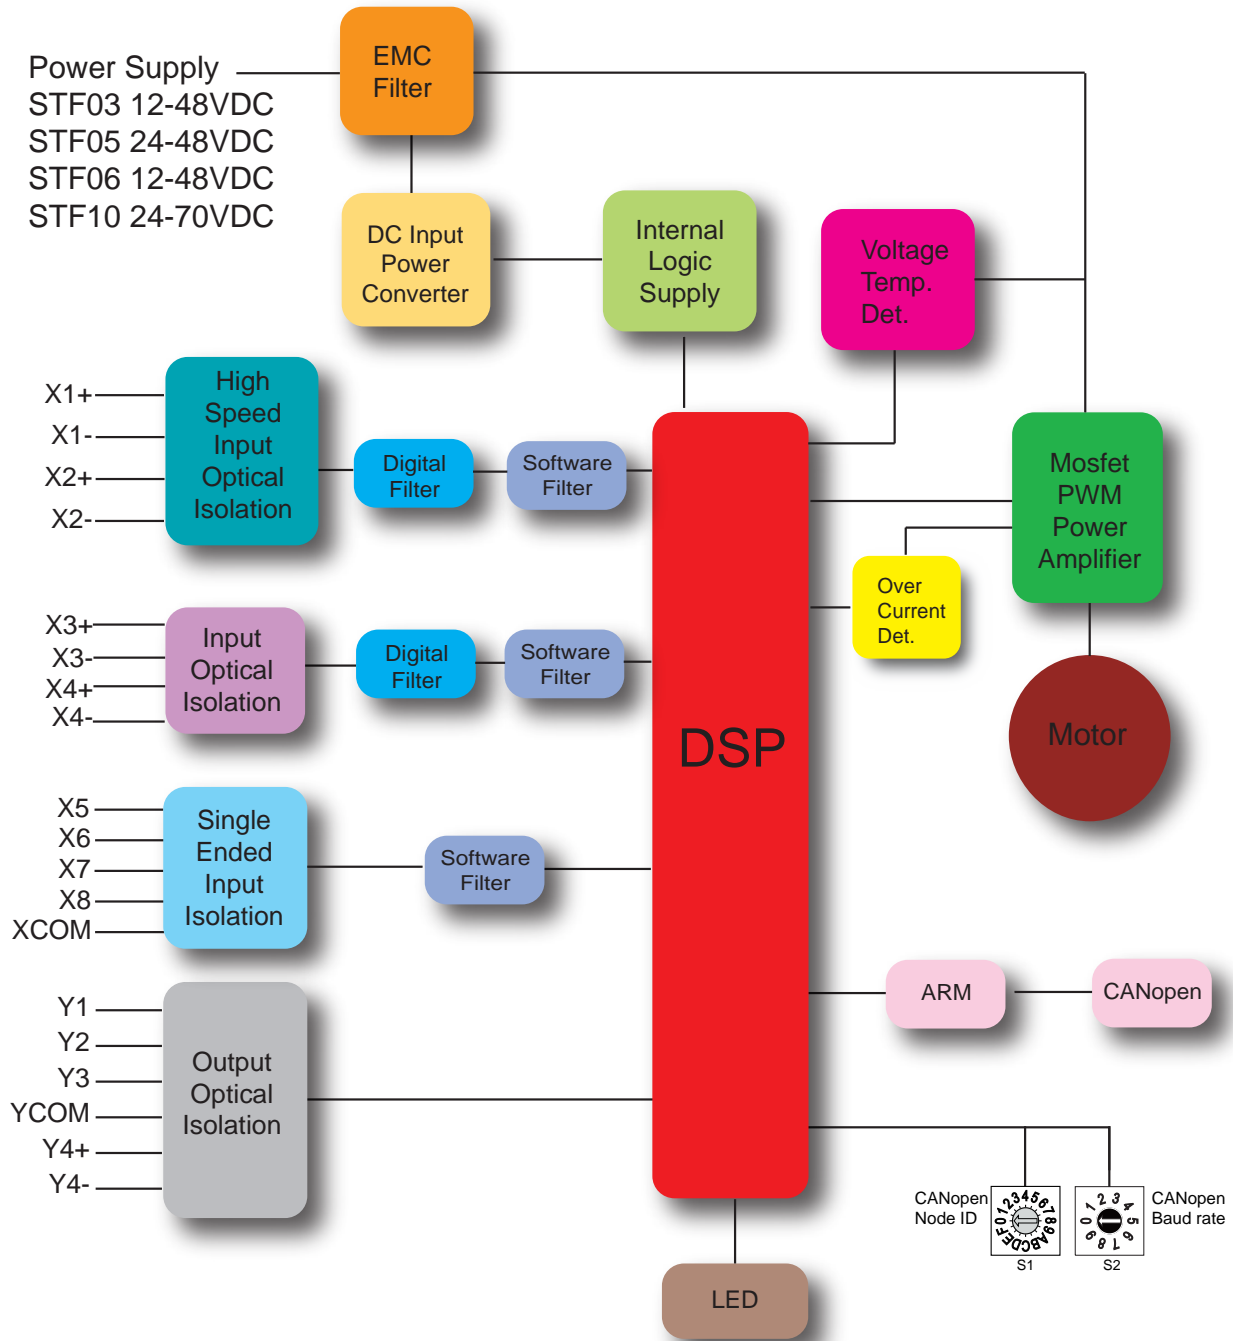 Power Supply
STF03 12-48VDC
STF05 24-48VDC
STF06 12-48VDC
STF10 24-70VDC
EMC
Filter
DC Input
Power
Converter
Internal
Logic
Supply
Voltage
Temp.
Det.
X1+
X1-
X2+
X2-
High
Speed
Input
Optical
Isolation
Digital
Filter
Software
Filter
Mosfet
PWM
Power
Amplifier
Over
Current
Det.
X3+
X3-
X4+
X4-
Input
Optical
Isolation
Digital
Filter
Software
Filter
DSP
Motor
X5
X6
X7
X8
XCOM
Single
Ended
Input
Isolation
Software
Filter
ARM
CANopen
Y1
Y2
Y3
YCOM
Y4+
Y4-
Output
Optical
Isolation
CANopen
Node ID
0123456789ABCDEF
S1
0123456789
S2
CANopen
Baud rate
LED